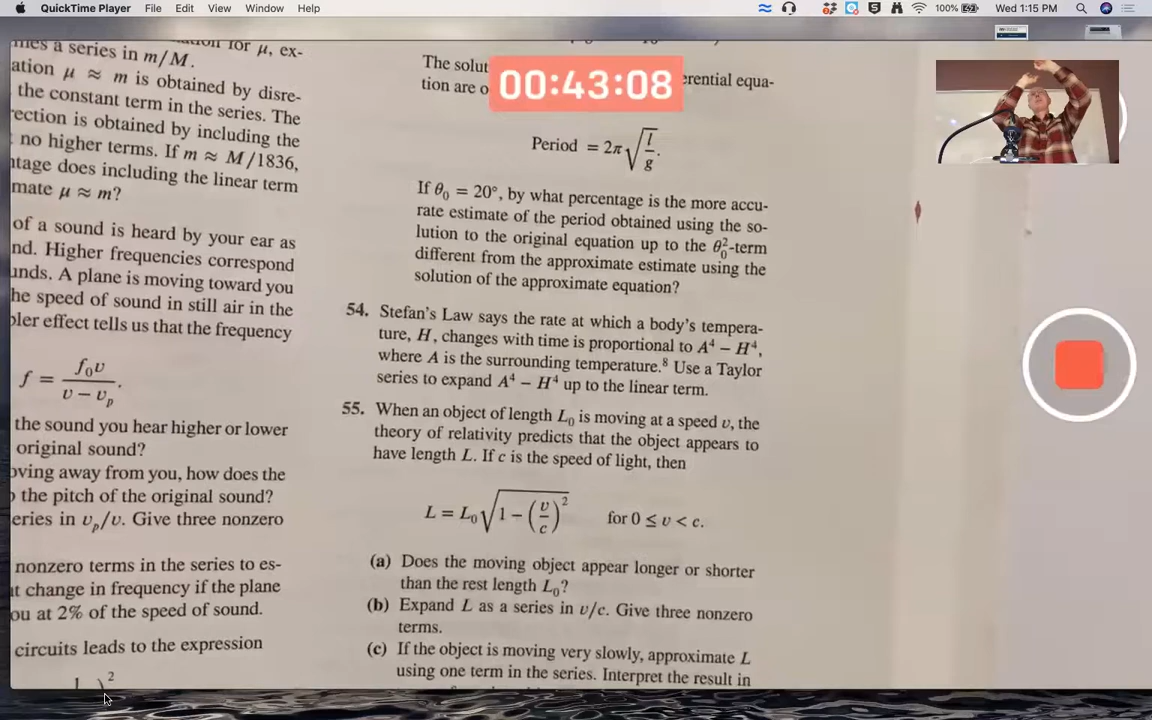 QuickTime Player File Edit View Window Help
100% Wed 1:15 PM
00:43:08
a series in m/M.
for μ, ex-
ation μ ≈ m is obtained by disre-
the constant term in the series. The
rection is obtained by including the
no higher terms. If m ≈ M/1836,
ntage does including the linear term
mate μ ≈ m?
of a sound is heard by your ear as
nd. Higher frequencies correspond
unds. A plane is moving toward you
he speed of sound in still air in the
pler effect tells us that the frequency
f = f₀v / (v − vₚ).
the sound you hear higher or lower
original sound?
oving away from you, how does the
the pitch of the original sound?
eries in vₚ/v. Give three nonzero
nonzero terms in the series to es-
t change in frequency if the plane
ou at 2% of the speed of sound.
circuits leads to the expression
The solut
erential equa-
tion are o
Period = 2π√(l/g).
If θ₀ = 20°, by what percentage is the more accu-
rate estimate of the period obtained using the so-
lution to the original equation up to the θ₀²-term
different from the approximate estimate using the
solution of the approximate equation?
54. Stefan's Law says the rate at which a body's tempera-
ture, H, changes with time is proportional to A⁴ − H⁴,
where A is the surrounding temperature.⁸ Use a Taylor
series to expand A⁴ − H⁴ up to the linear term.
55. When an object of length L₀ is moving at a speed v, the
theory of relativity predicts that the object appears to
have length L. If c is the speed of light, then
L = L₀√(1 − (v/c)²) for 0 ≤ v < c.
(a) Does the moving object appear longer or shorter
than the rest length L₀?
(b) Expand L as a series in v/c. Give three nonzero
terms.
(c) If the object is moving very slowly, approximate L
using one term in the series. Interpret the result in